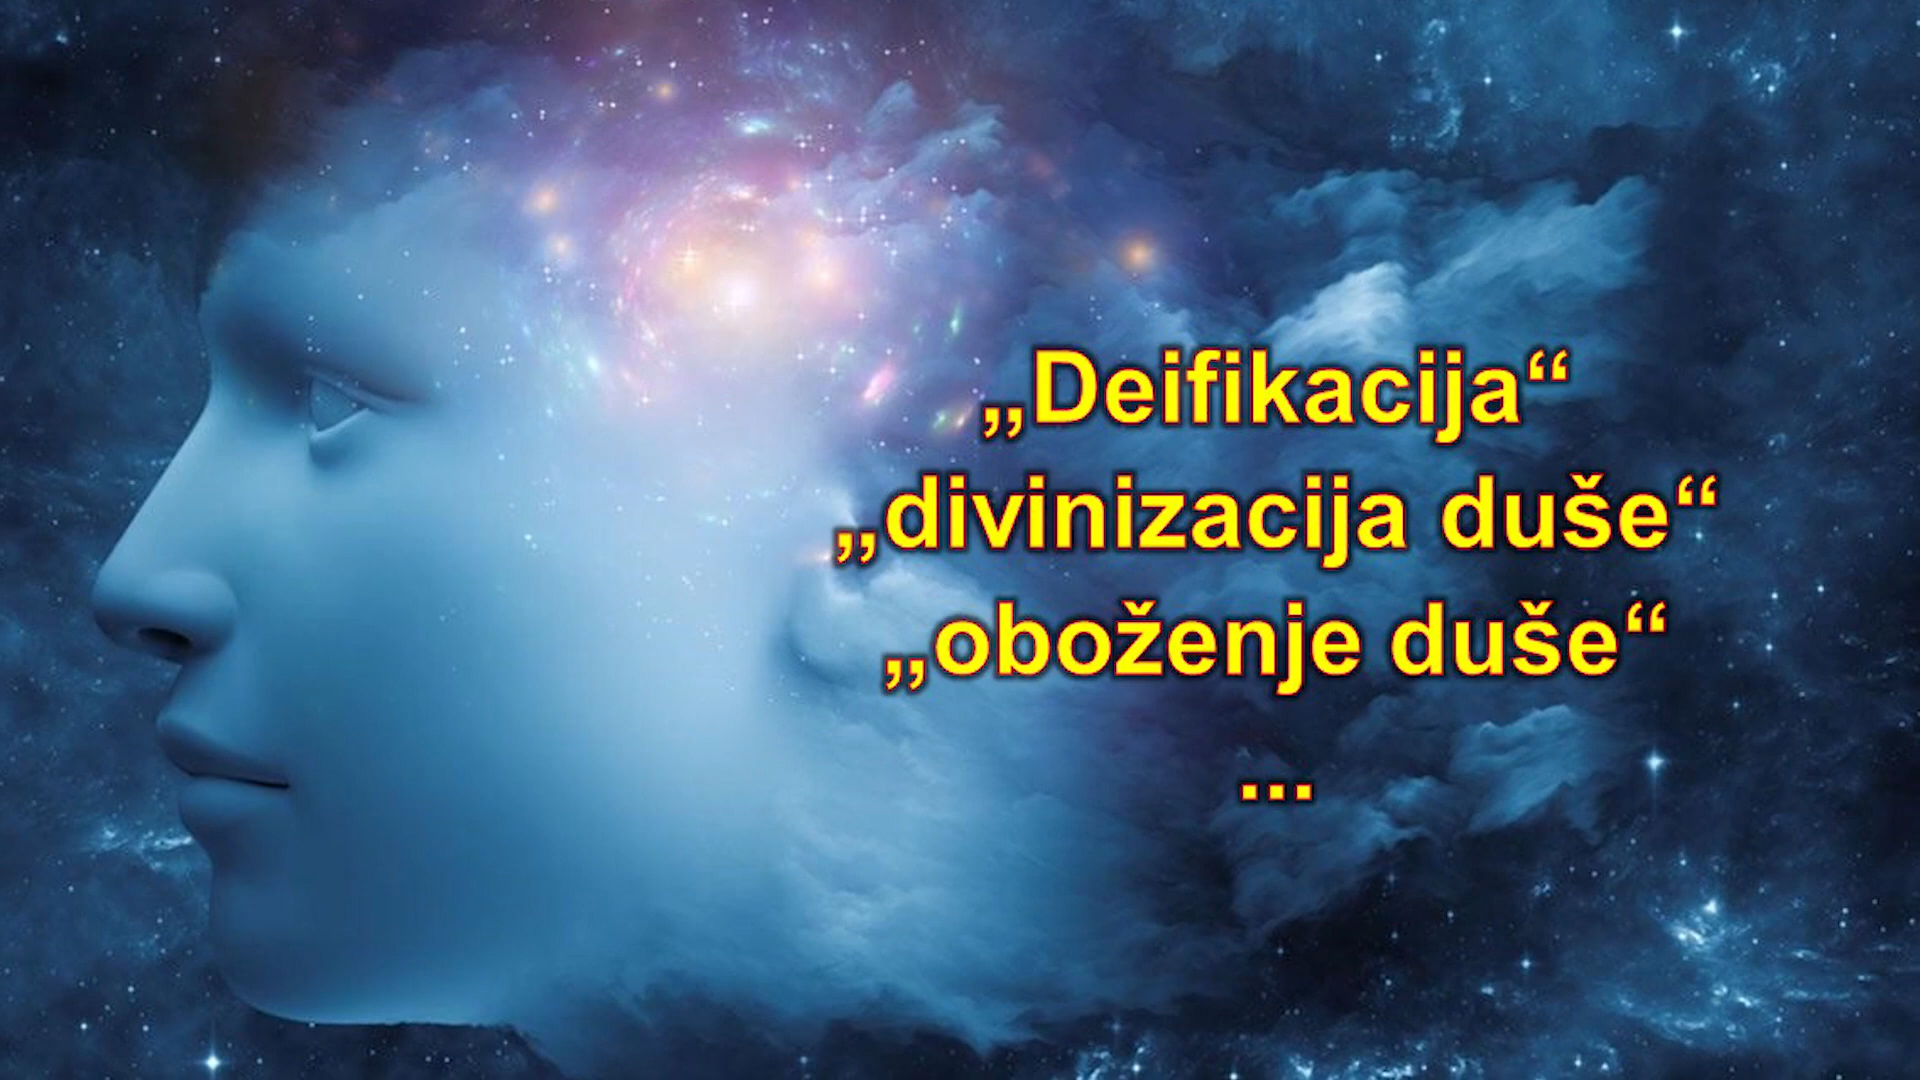 „Deifikacija“
„divinizacija duše“
„oboženje duše“
...